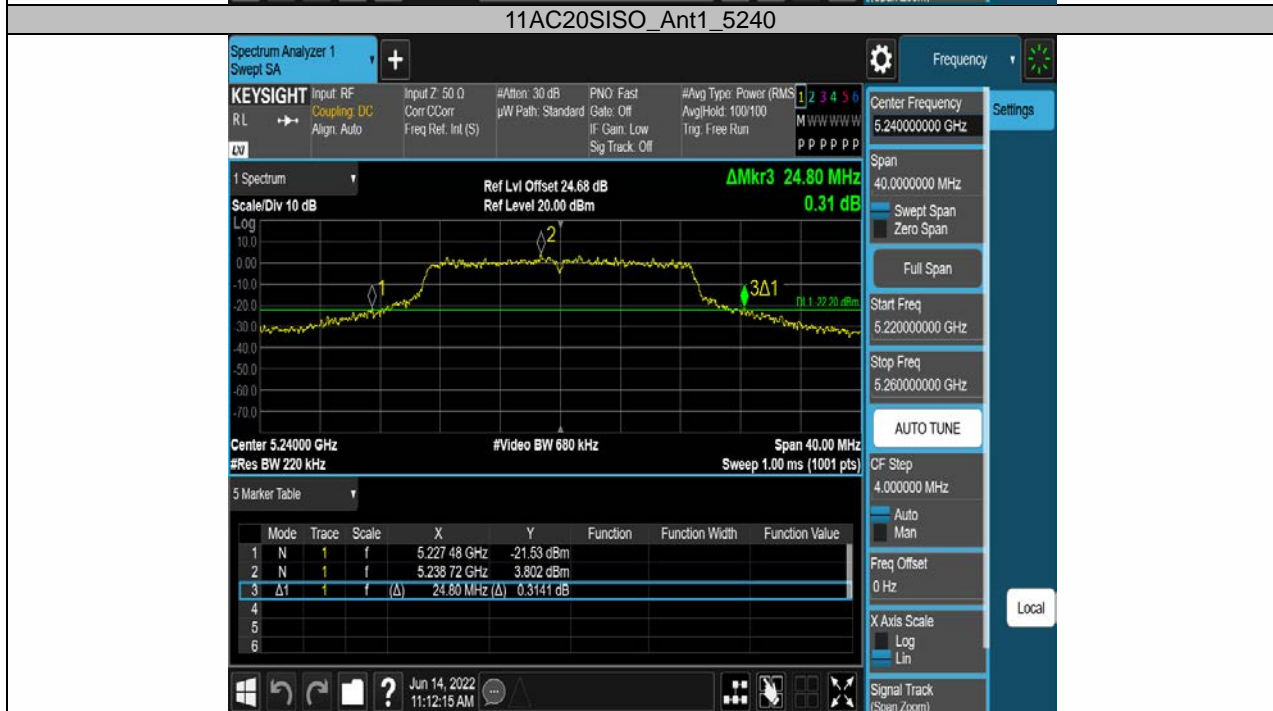 11AC20SISO_Ant1_5240
Spectrum Analyzer 1
Swept SA
+
Frequency
KEYSIGHT
RL
LXI
Input: RF
Coupling: DC
Align: Auto
Input Z: 50 Ω
Corr CCorr
Freq Ref: Int (S)
#Atten: 30 dB
µW Path: Standard
PNO: Fast
Gate: Off
IF Gain: Low
Sig Track: Off
#Avg Type: Power (RMS
Avg|Hold: 100/100
Trig: Free Run
1 2 3 4 5 6
M W W W W W
P P P P P P
Center Frequency
5.240000000 GHz
Settings
1 Spectrum
Scale/Div 10 dB
Ref Lvl Offset 24.68 dB
Ref Level 20.00 dBm
ΔMkr3 24.80 MHz
0.31 dB
Span
40.0000000 MHz
Swept Span
Zero Span
Full Span
Start Freq
5.220000000 GHz
Stop Freq
5.260000000 GHz
AUTO TUNE
CF Step
4.000000 MHz
Auto
Man
Freq Offset
0 Hz
X Axis Scale
Log
Lin
Signal Track
(Span Zoom)
Local
Log
10.0
0.00
-10.0
-20.0
-30.0
-40.0
-50.0
-60.0
-70.0
1
2
3Δ1
DL1 -22.20 dBm
Center 5.24000 GHz
#Res BW 220 kHz
#Video BW 680 kHz
Span 40.00 MHz
Sweep 1.00 ms (1001 pts)
5 Marker Table
Mode Trace Scale X Y Function Function Width Function Value
1 N 1 f 5.227 48 GHz -21.53 dBm
2 N 1 f 5.238 72 GHz 3.802 dBm
3 Δ1 1 f (Δ) 24.80 MHz (Δ) 0.3141 dB
4
5
6
?
Jun 14, 2022
11:12:15 AM